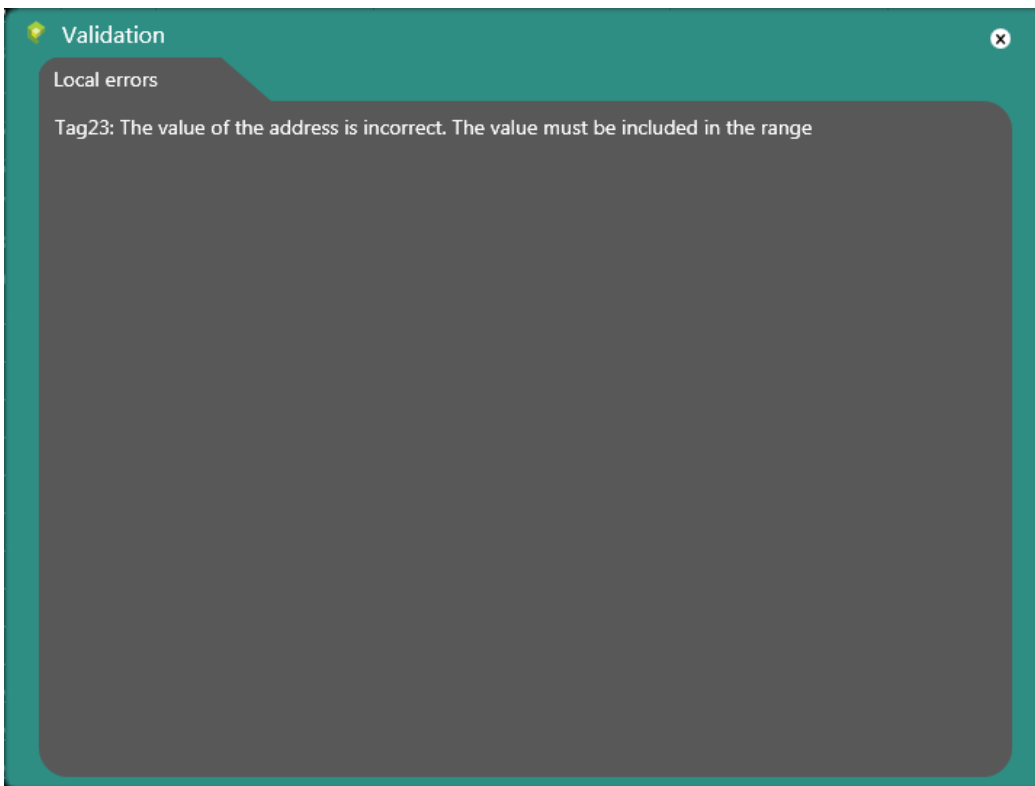 Validation
Local errors
Tag23: The value of the address is incorrect. The value must be included in the range